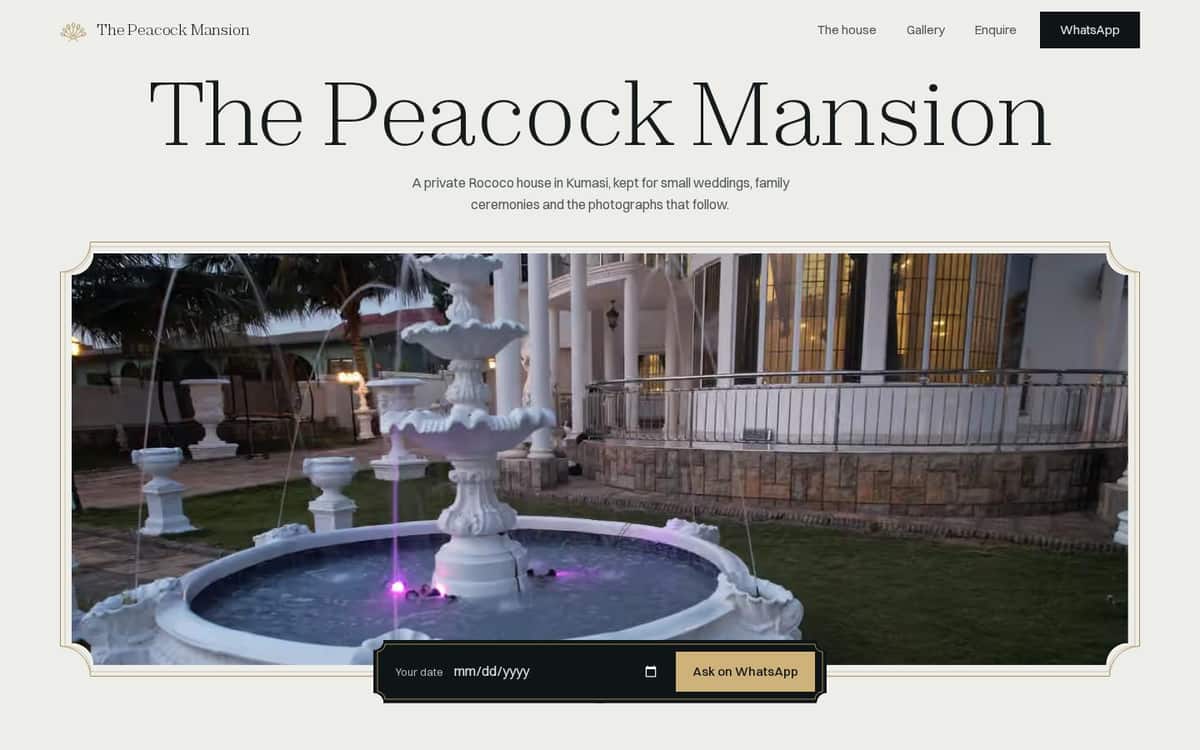 The Peacock Mansion
The house
Gallery
Enquire
WhatsApp
The Peacock Mansion
A private Rococo house in Kumasi, kept for small weddings, family
ceremonies and the photographs that follow.
Your date mm/dd/yyyy
Ask on WhatsApp